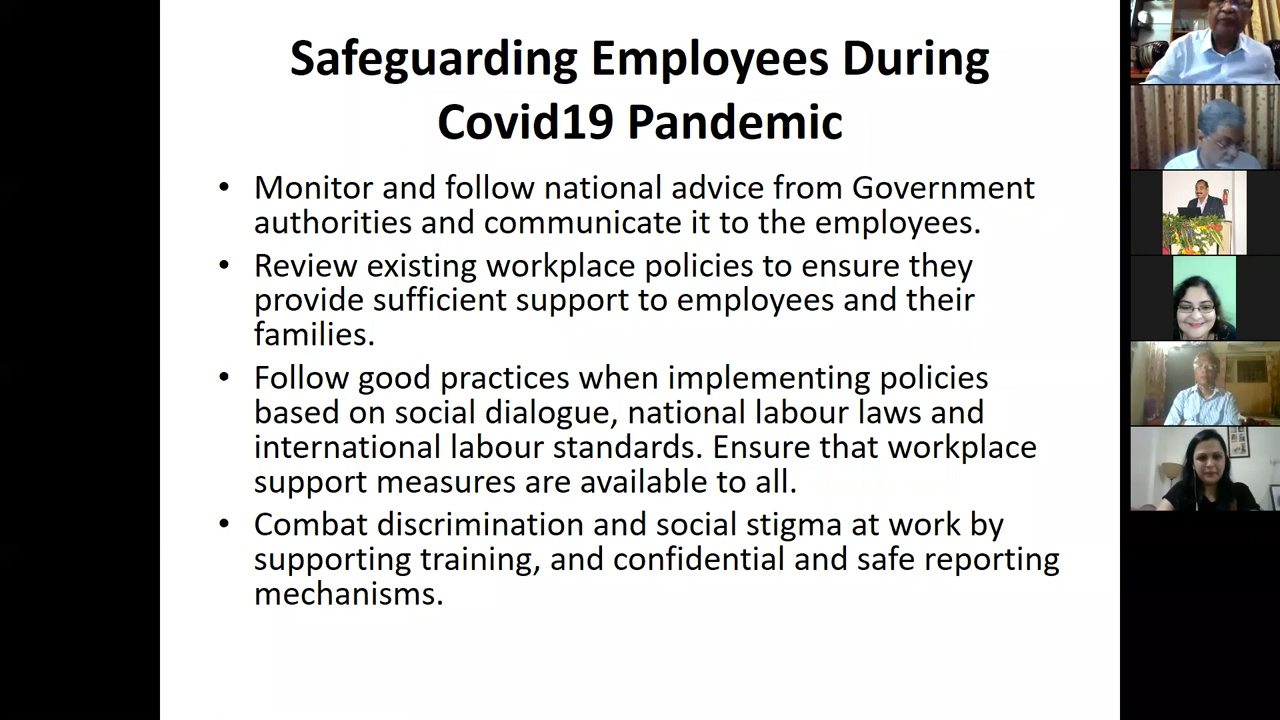 Safeguarding Employees During
Covid19 Pandemic
• Monitor and follow national advice from Government
authorities and communicate it to the employees.
• Review existing workplace policies to ensure they
provide sufficient support to employees and their
families.
• Follow good practices when implementing policies
based on social dialogue, national labour laws and
international labour standards. Ensure that workplace
support measures are available to all.
• Combat discrimination and social stigma at work by
supporting training, and confidential and safe reporting
mechanisms.